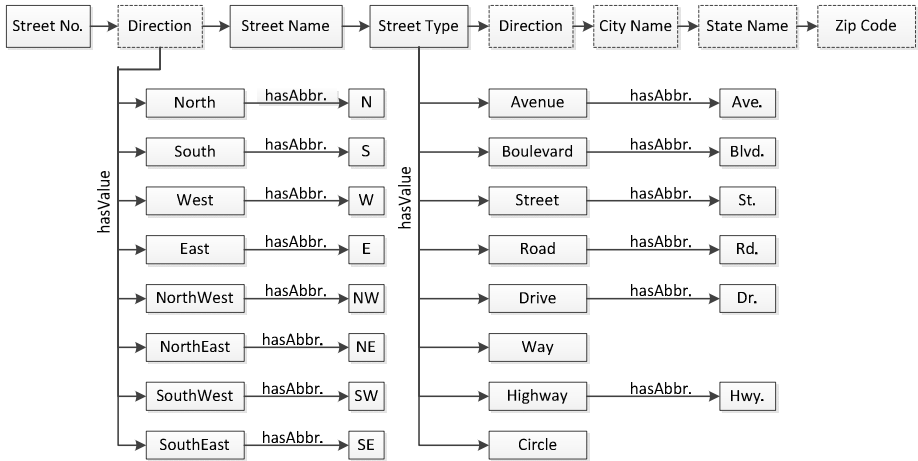 Street No. Direction Street Name Street Type Direction City Name State Name Zip Code
North hasAbbr. N
South hasAbbr. S
West hasAbbr. W
East hasAbbr. E
NorthWest hasAbbr. NW
NorthEast hasAbbr. NE
SouthWest hasAbbr. SW
SouthEast hasAbbr. SE
hasValue
Avenue hasAbbr. Ave.
Boulevard hasAbbr. Blvd.
Street hasAbbr. St.
Road hasAbbr. Rd.
Drive hasAbbr. Dr.
Way
Highway hasAbbr. Hwy.
Circle
hasValue